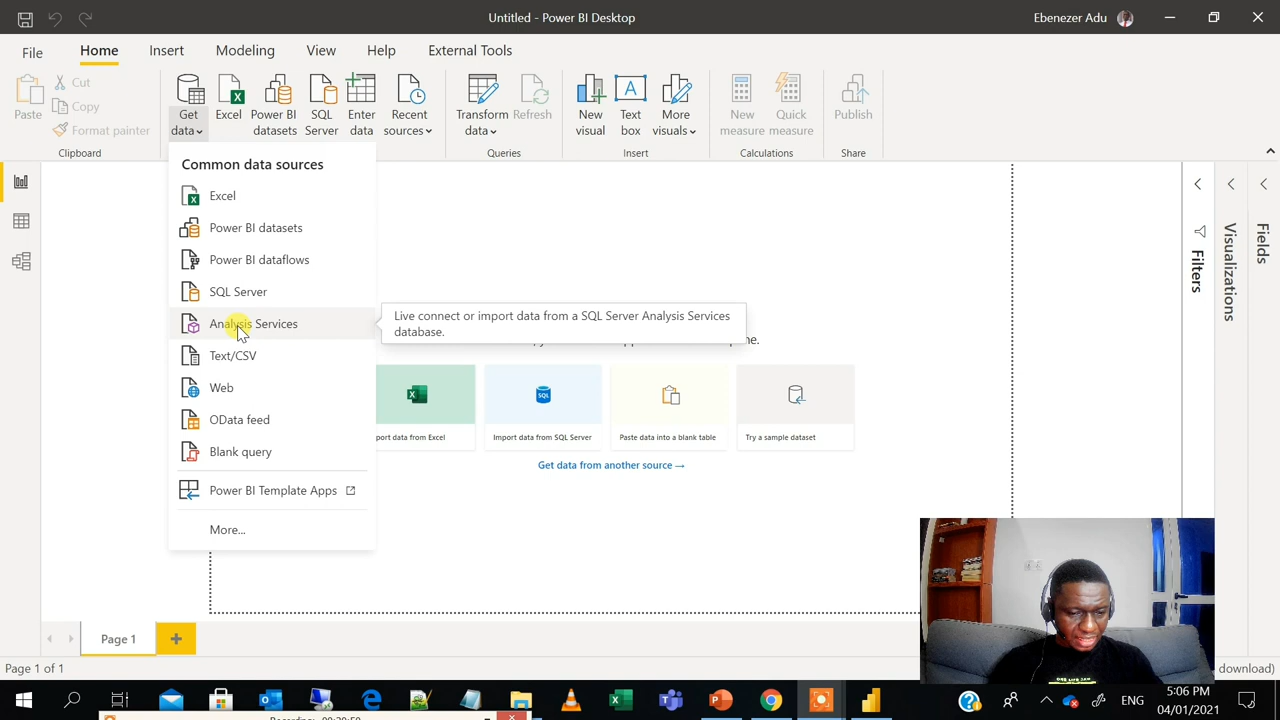 Untitled - Power BI Desktop
Ebenezer Adu
File
Home
Insert
Modeling
View
Help
External Tools
Paste
Cut
Copy
Format painter
Clipboard
Get
data
Excel
Power BI
datasets
SQL
Server
Enter
data
Recent
sources
Transform
data
Refresh
Queries
New
visual
Text
box
More
visuals
Insert
New
measure
Quick
measure
Calculations
Publish
Share
Common data sources
Excel
Power BI datasets
Power BI dataflows
SQL Server
Analysis Services
Text/CSV
Web
OData feed
Blank query
Power BI Template Apps
More...
Live connect or import data from a SQL Server Analysis Services
database.
port data from Excel
SQL
Import data from SQL Server
Paste data into a blank table
Try a sample dataset
Get data from another source →
Filters
Visualizations
Fields
Page 1
Page 1 of 1
download)
ENG
5:06 PM
04/01/2021